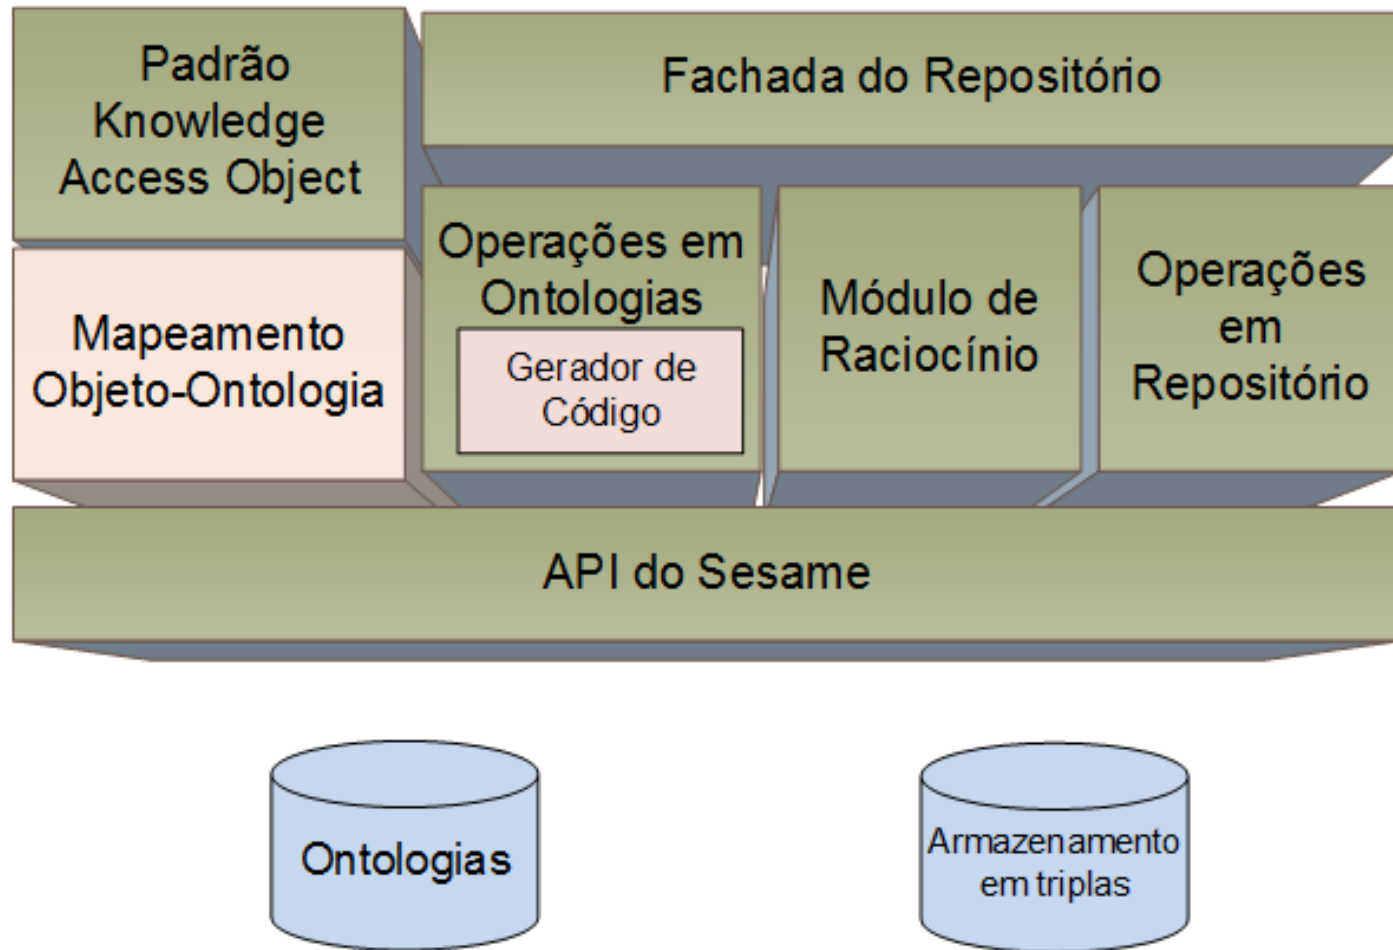 Padrão
Knowledge
Access Object
Fachada do Repositório
Mapeamento
Objeto-Ontologia
Operações em
Ontologias
Gerador de
Código
Módulo de
Raciocínio
Operações
em
Repositório
API do Sesame
Ontologias
Armazenamento
em triplas